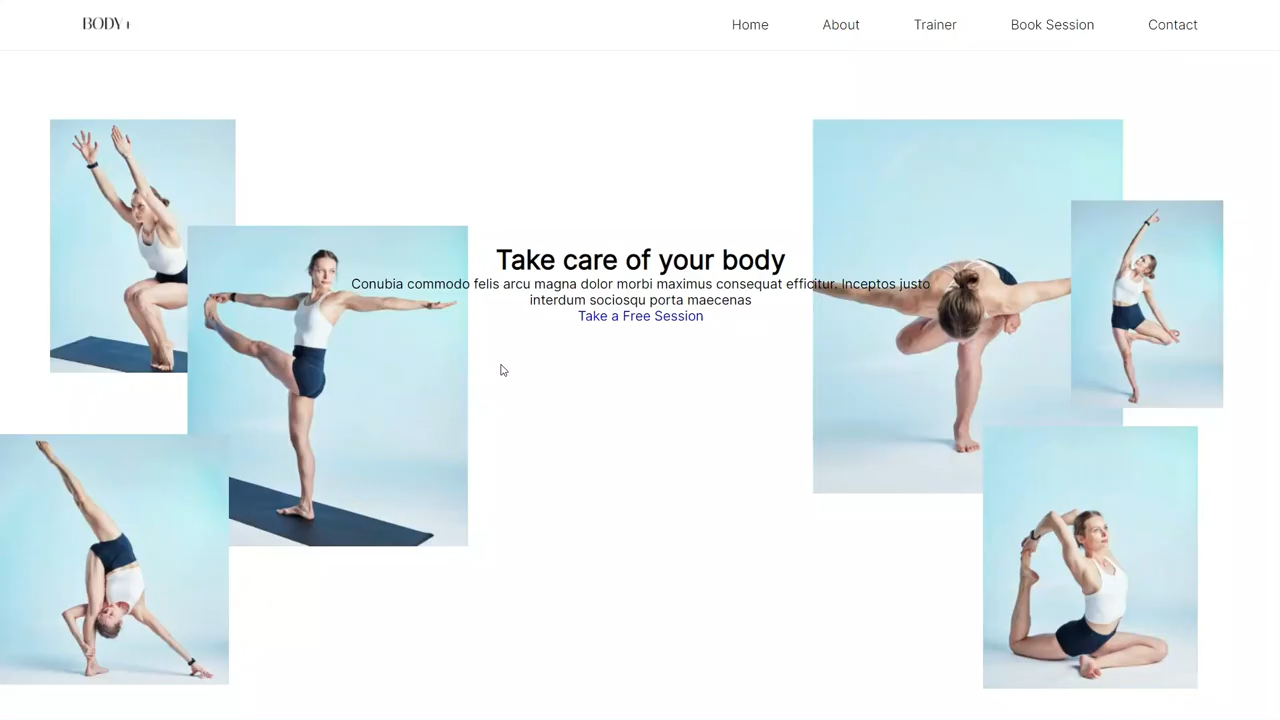 BODY+
Home
About
Trainer
Book Session
Contact
Take care of your body
Conubia commodo felis arcu magna dolor morbi maximus consequat efficitur. Inceptos justo
interdum sociosqu porta maecenas
Take a Free Session